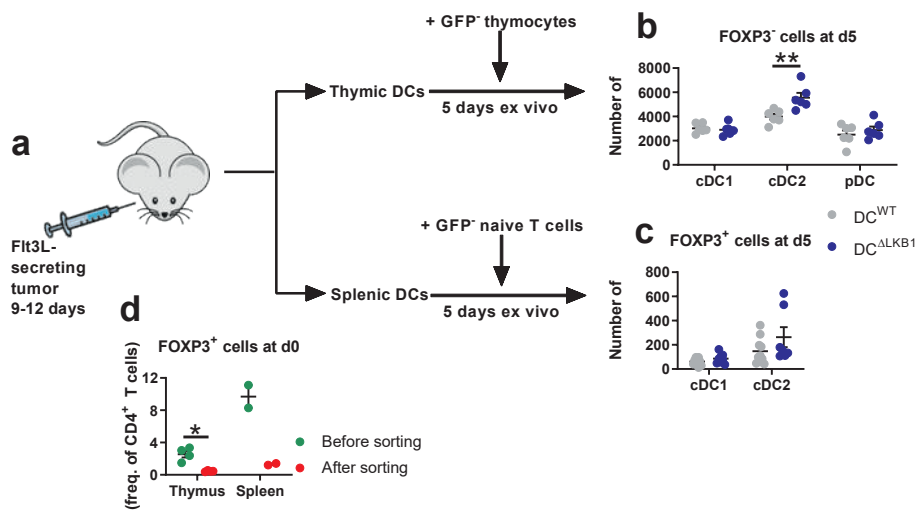 a
Flt3L-
secreting
tumor
9-12 days
+ GFP⁻ thymocytes
Thymic DCs
5 days ex vivo
+ GFP⁻ naive T cells
Splenic DCs
5 days ex vivo
b
FOXP3⁻ cells at d5
Number of
8000
6000
4000
2000
0
**
cDC1 cDC2 pDC
DCᵂᵀ
DC^ΔLKB1
c
FOXP3⁺ cells at d5
Number of
800
600
400
200
0
cDC1 cDC2
d
FOXP3⁺ cells at d0
(freq. of CD4⁺ T cells)
12
8
4
0
*
Thymus Spleen
Before sorting
After sorting